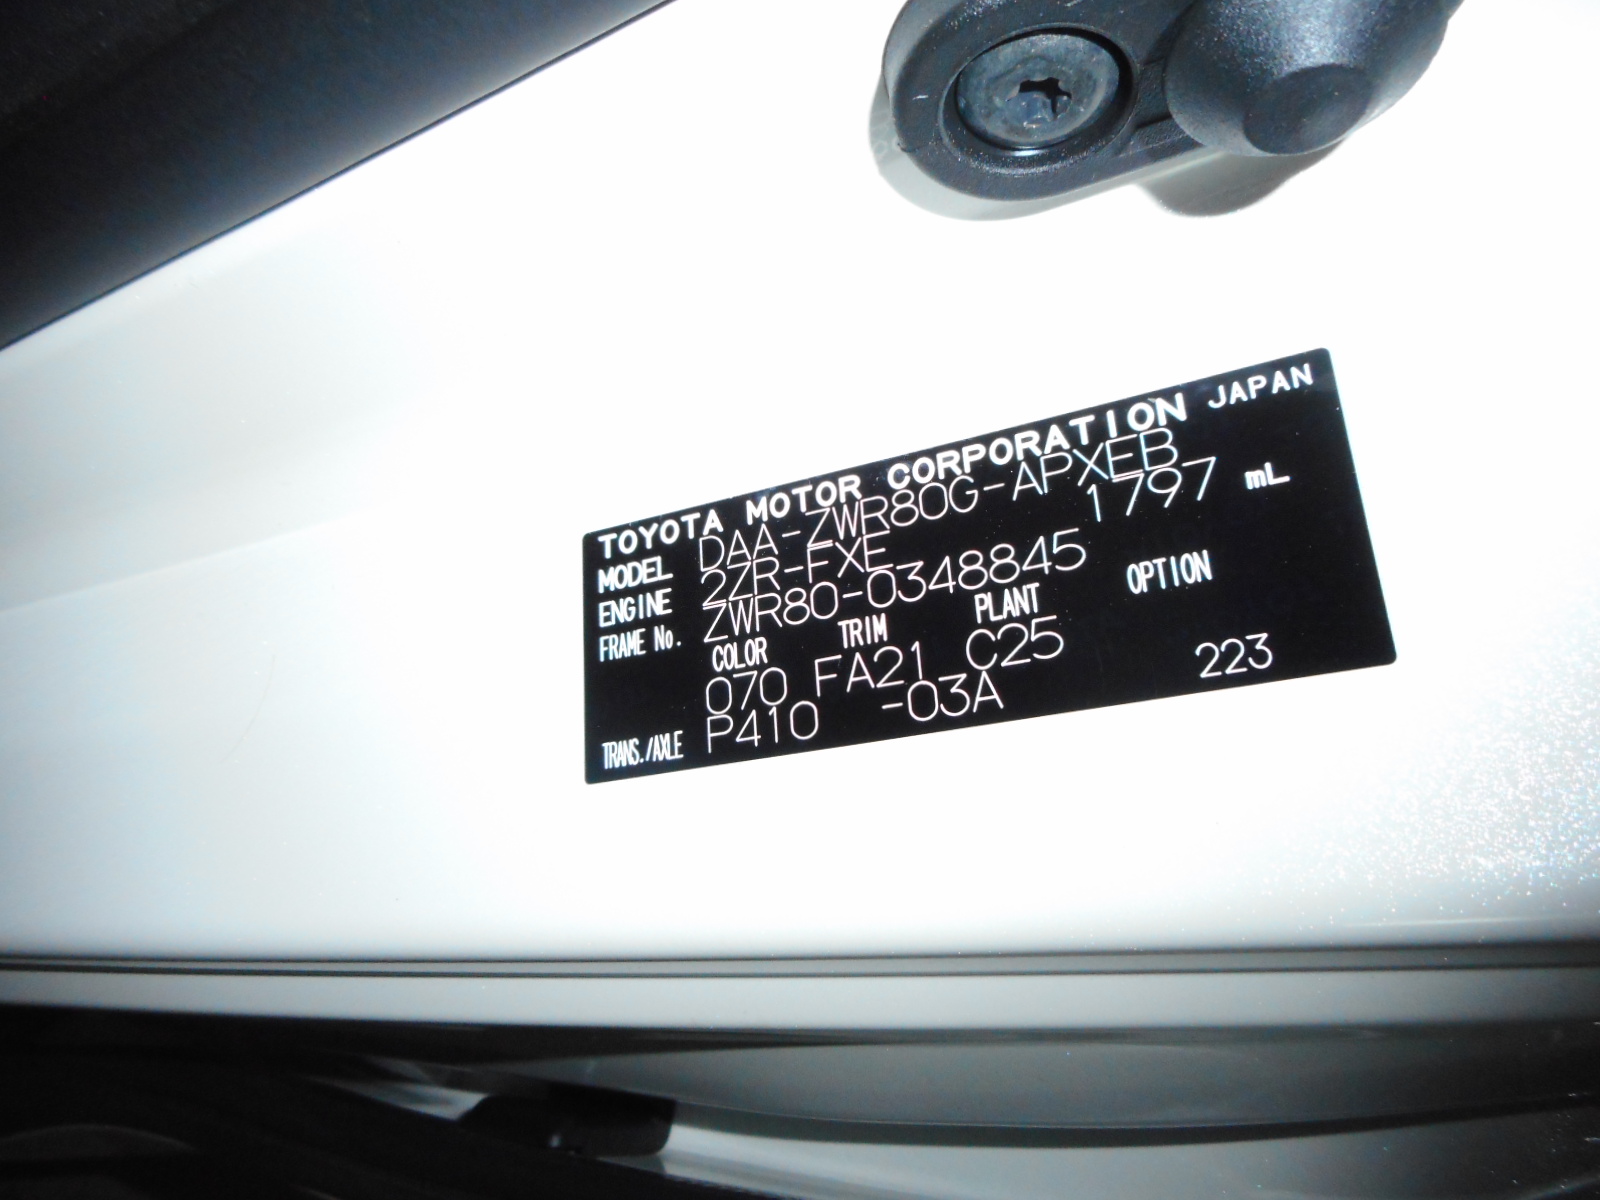 TOYOTA MOTOR CORPORATION JAPAN
MODEL DAA-ZWR80G-APXEB
ENGINE 2ZR-FXE 1797 mL
FRAME No. ZWR80-0348845
COLOR TRIM PLANT OPTION
070 FA21 C25
TRANS./AXLE P410 -03A 223